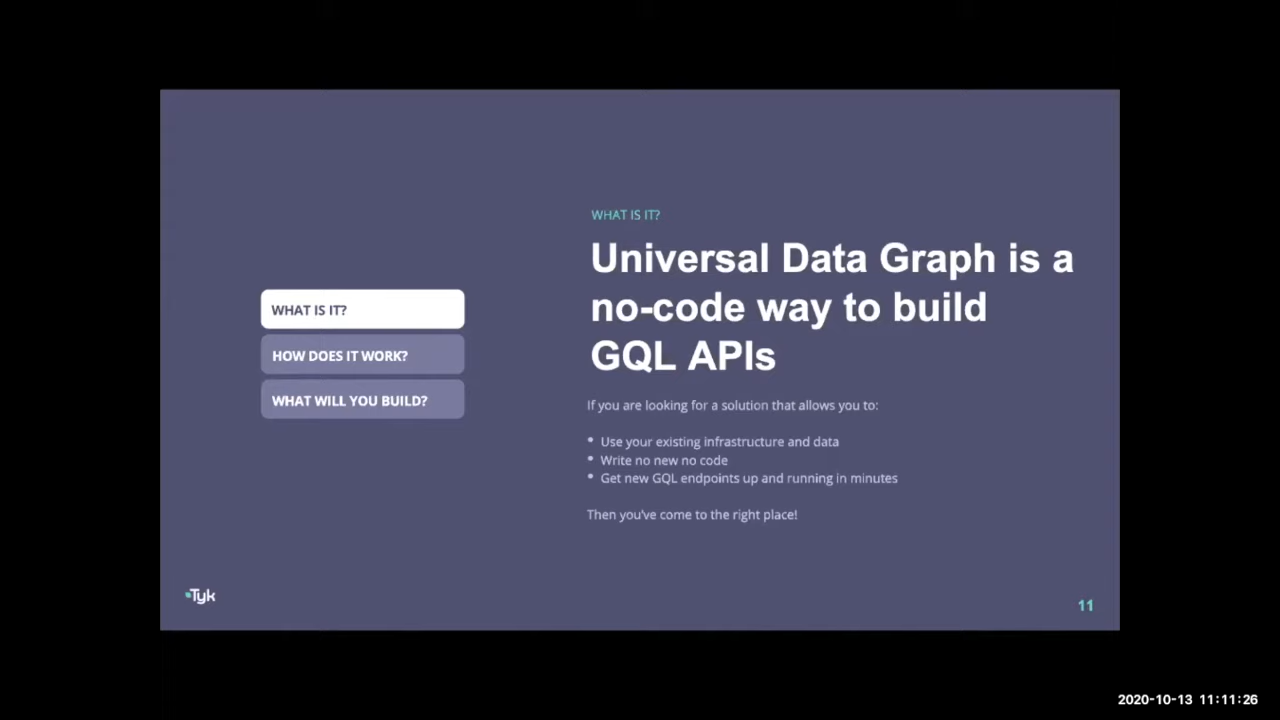 WHAT IS IT?
HOW DOES IT WORK?
WHAT WILL YOU BUILD?
WHAT IS IT?
Universal Data Graph is a
no-code way to build
GQL APIs
If you are looking for a solution that allows you to:
• Use your existing infrastructure and data
• Write no new no code
• Get new GQL endpoints up and running in minutes
Then you've come to the right place!
Tyk
11
2020-10-13 11:11:26